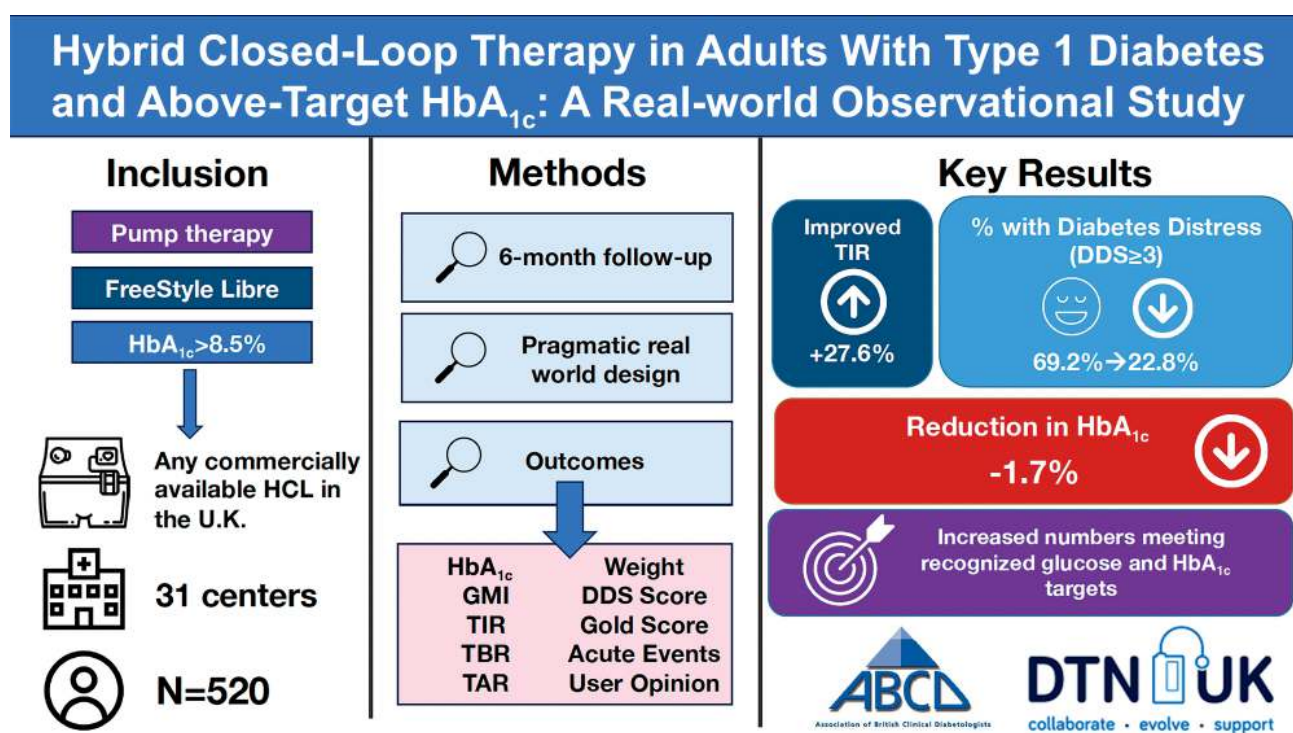 Hybrid Closed-Loop Therapy in Adults With Type 1 Diabetes
and Above-Target HbA1c: A Real-world Observational Study
Inclusion
Pump therapy
FreeStyle Libre
HbA1c>8.5%
Any commercially
available HCL in
the U.K.
31 centers
N=520
Methods
6-month follow-up
Pragmatic real
world design
Outcomes
HbA1c Weight
GMI DDS Score
TIR Gold Score
TBR Acute Events
TAR User Opinion
Key Results
Improved
TIR
+27.6%
% with Diabetes Distress
(DDS≥3)
69.2%→22.8%
Reduction in HbA1c
-1.7%
Increased numbers meeting
recognized glucose and HbA1c
targets
ABCD
Association of British Clinical Diabetologists
DTN UK
collaborate · evolve · support